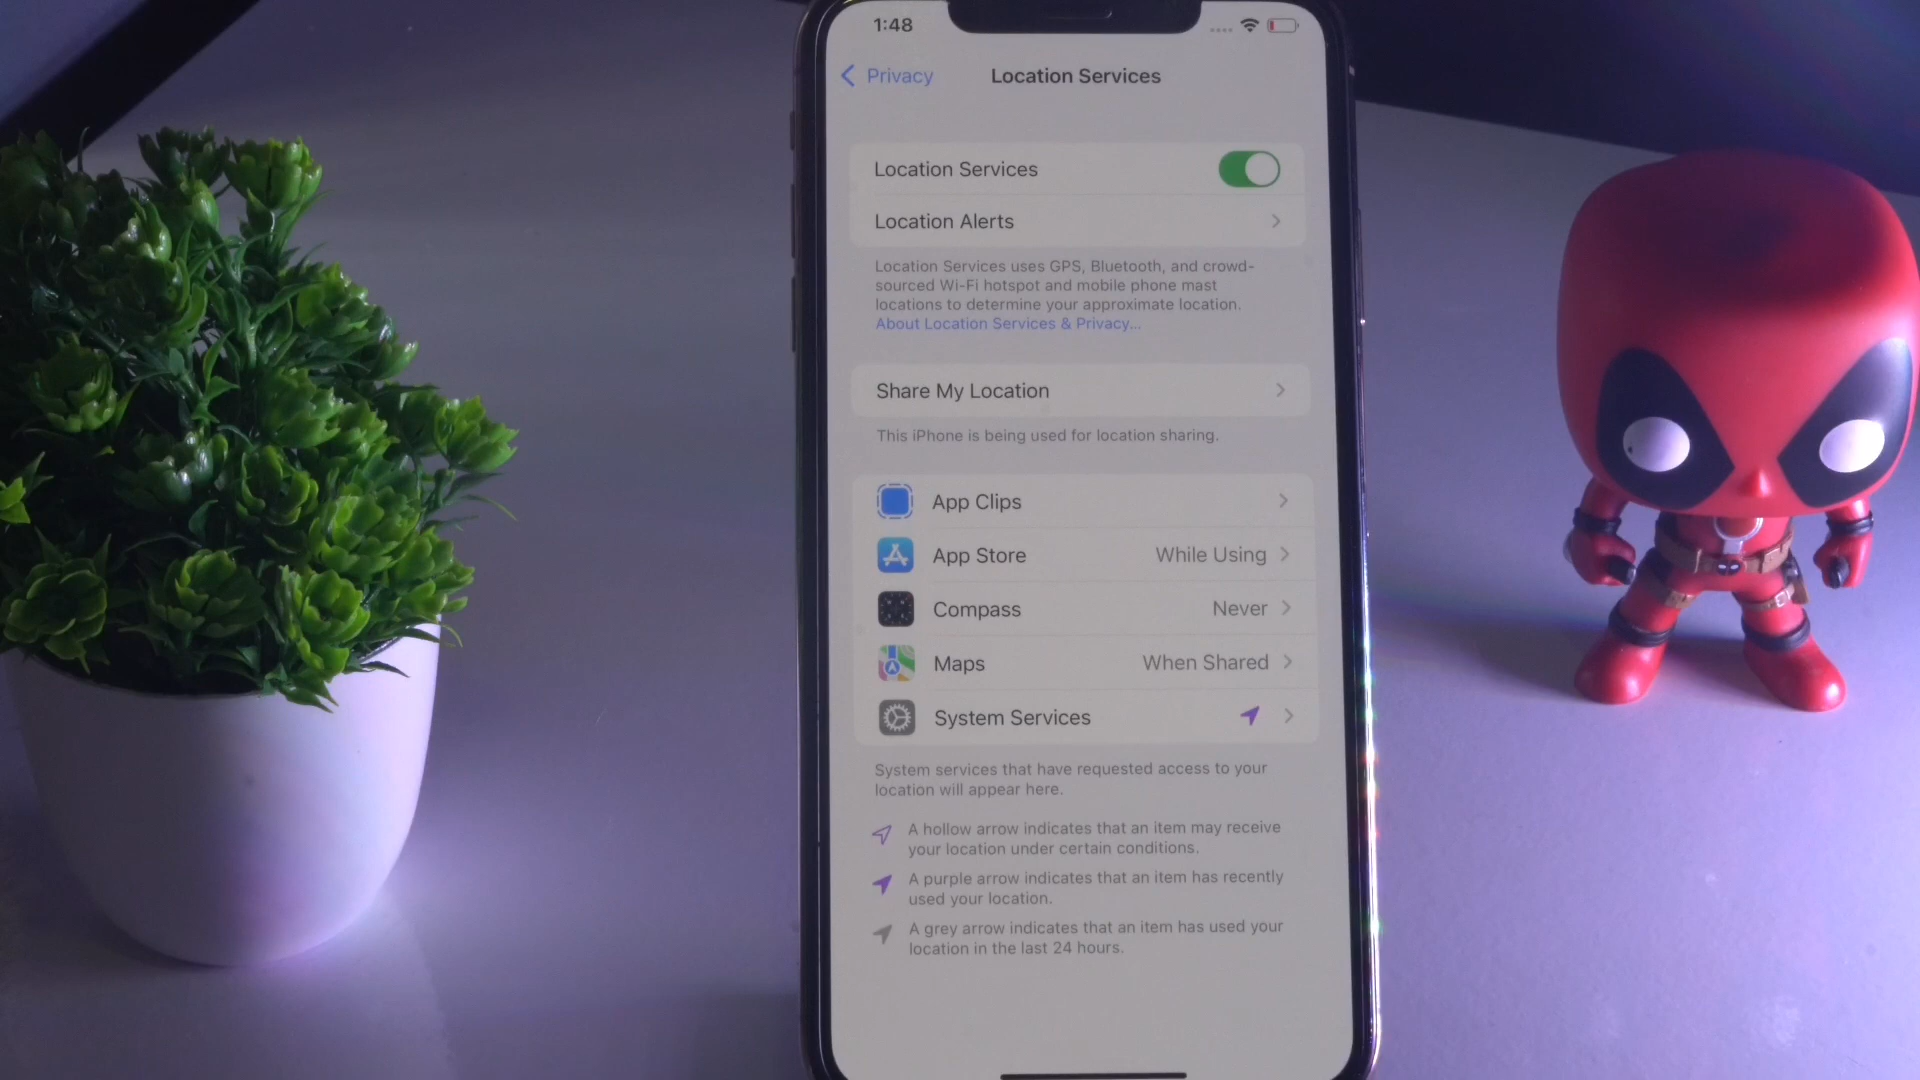 1:48
Privacy
Location Services
Location Services
Location Alerts
Location Services uses GPS, Bluetooth, and crowd-
sourced Wi-Fi hotspot and mobile phone mast
locations to determine your approximate location.
About Location Services & Privacy...
Share My Location
This iPhone is being used for location sharing.
App Clips
App Store While Using
Compass Never
Maps When Shared
System Services
System services that have requested access to your
location will appear here.
A hollow arrow indicates that an item may receive
your location under certain conditions.
A purple arrow indicates that an item has recently
used your location.
A grey arrow indicates that an item has used your
location in the last 24 hours.